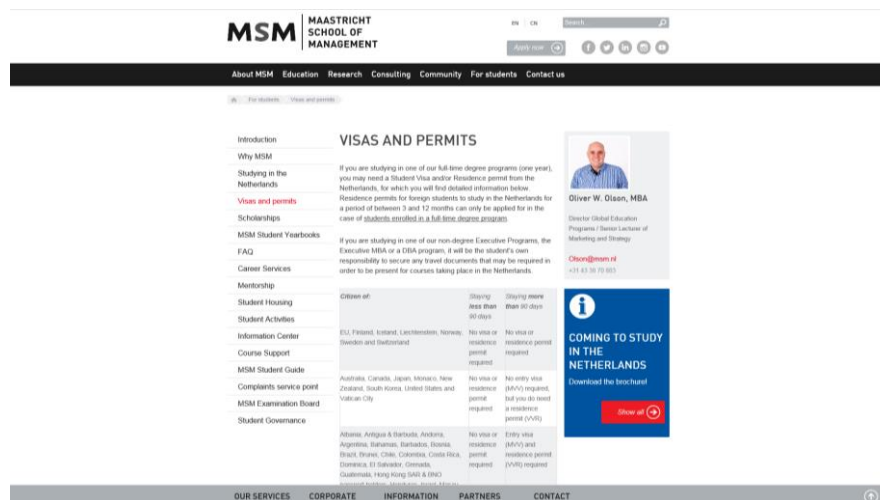 MSM
MAASTRICHT
SCHOOL OF
MANAGEMENT
EN CN
Search
Apply now
About MSM Education Research Consulting Community For students Contact us
For students Visas and permits
Introduction
Why MSM
Studying in the
Netherlands
Visas and permits
Scholarships
MSM Student Yearbooks
FAQ
Career Services
Mentorship
Student Housing
Student Activities
Information Center
Course Support
MSM Student Guide
Complaints service point
MSM Examination Board
Student Governance
VISAS AND PERMITS
If you are studying in one of our full-time degree programs (one year),
you may need a Student Visa and/or Residence permit from the
Netherlands, for which you will find detailed information below.
Residence permits for foreign students to study in the Netherlands for
a period of between 3 and 12 months can only be applied for in the
case of students enrolled in a full-time degree program.
If you are studying in one of our non-degree Executive Programs, the
Executive MBA or a DBA program, it will be the student's own
responsibility to secure any travel documents that may be required in
order to be present for courses taking place in the Netherlands.
Citizen of:
Staying
less than
90 days
Staying more
than 90 days
EU, Finland, Iceland, Liechtenstein, Norway,
Sweden and Switzerland
No visa or
residence
permit
required
No visa or
residence permit
required
Australia, Canada, Japan, Monaco, New
Zealand, South Korea, United States and
Vatican City
No visa or
residence
permit
required
No entry visa
(MVV) required,
but you do need
a residence
permit (VVR)
Albania, Antigua & Barbuda, Andorra,
Argentina, Bahamas, Barbados, Bosnia,
Brazil, Brunei, Chile, Colombia, Costa Rica,
Dominica, El Salvador, Grenada,
Guatemala, Hong Kong SAR & BNO
No visa or
residence
permit
required
Entry visa
(MVV) and
residence permit
(VVR) required
Oliver W. Olson, MBA
Director Global Education
Programs / Senior Lecturer of
Marketing and Strategy
Olson@msm.nl
COMING TO STUDY
IN THE
NETHERLANDS
Download the brochure!
Show all
OUR SERVICES CORPORATE INFORMATION PARTNERS CONTACT